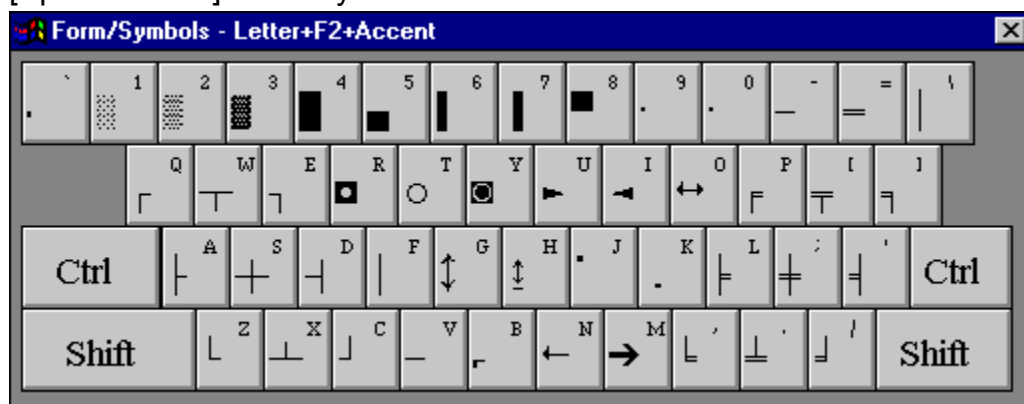 Form/Symbols - Letter+F2+Accent
` 1 2 3 4 5 6 7 8 9 0 - = \
Q W E R T Y U I O P [ ]
Ctrl A S D F G H J K L ; ' Ctrl
Shift Z X C V B N M , . / Shift